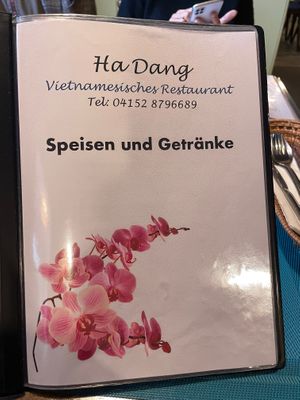 Ha Dang
Vietnamesisches Restaurant
Tel: 04152 8796689
Speisen und Getränke